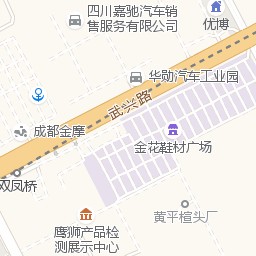 四川嘉驰汽车销
售服务有限公司
优博
华勋汽车工业园
武兴路
成都金摩
金花鞋材广场
双凤桥
黄平楦头厂
鹰狮产品检
测展示中心